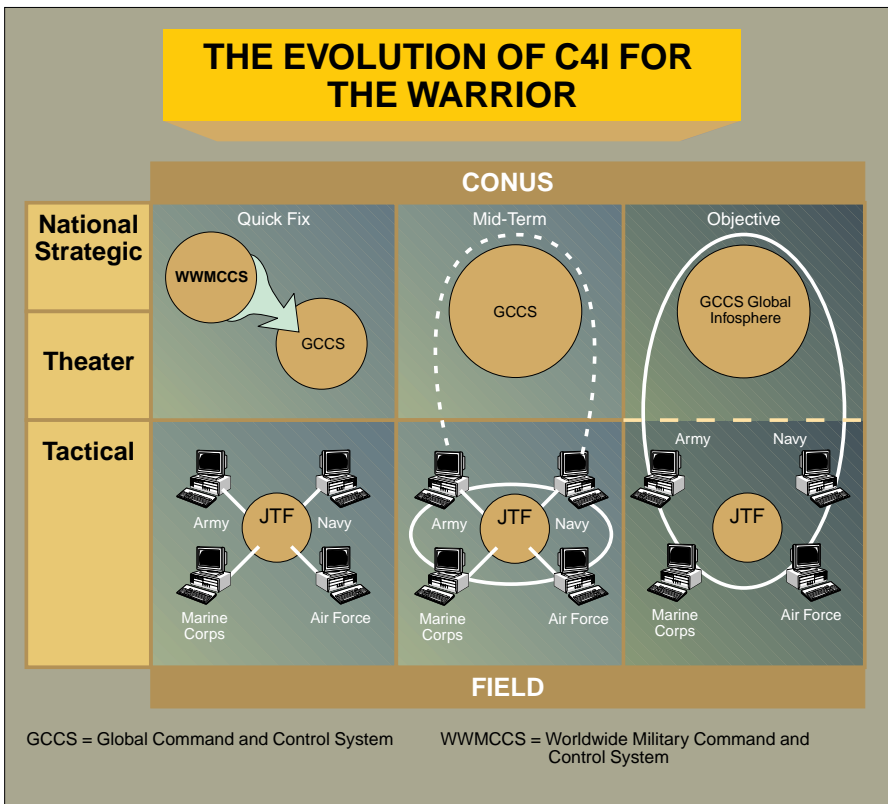 THE EVOLUTION OF C4I FOR
THE WARRIOR
CONUS
National
Strategic
Theater
Tactical
Quick Fix
WWMCCS
GCCS
Mid-Term
GCCS
Objective
GCCS Global
Infosphere
Army
JTF
Navy
Marine
Corps
Air Force
Army
JTF
Navy
Marine
Corps
Air Force
Army
Navy
JTF
Marine
Corps
Air Force
FIELD
GCCS = Global Command and Control System
WWMCCS = Worldwide Military Command and
Control System